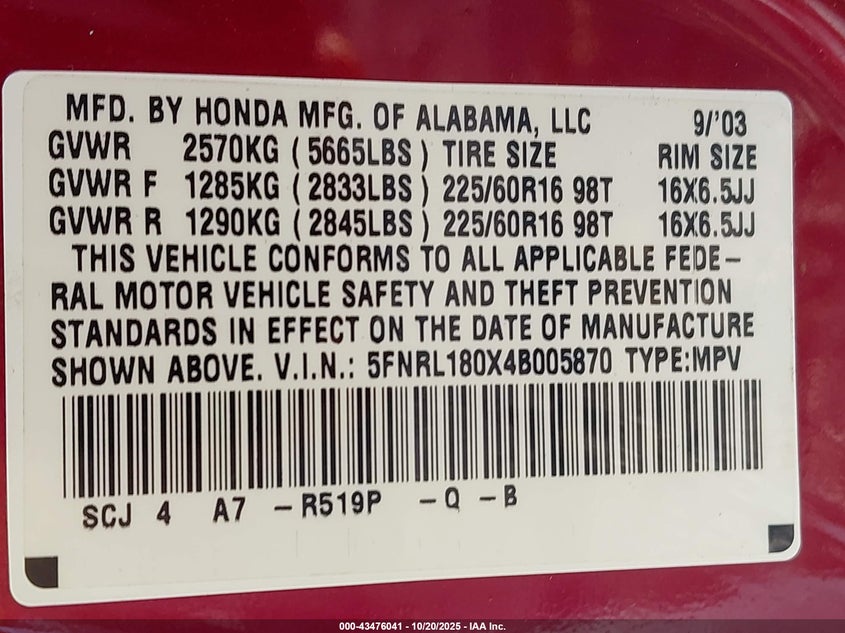 MFD. BY HONDA MFG. OF ALABAMA, LLC 9/'03
GVWR 2570KG ( 5665LBS ) TIRE SIZE RIM SIZE
GVWR F 1285KG ( 2833LBS ) 225/60R16 98T 16X6.5JJ
GVWR R 1290KG ( 2845LBS ) 225/60R16 98T 16X6.5JJ
THIS VEHICLE CONFORMS TO ALL APPLICABLE FEDE-
RAL MOTOR VEHICLE SAFETY AND THEFT PREVENTION
STANDARDS IN EFFECT ON THE DATE OF MANUFACTURE
SHOWN ABOVE. V.I.N.: 5FNRL180X4B005870 TYPE:MPV
SCJ 4 A7 -R519P -Q -B
000-43476041 - 10/20/2025 - IAA Inc.